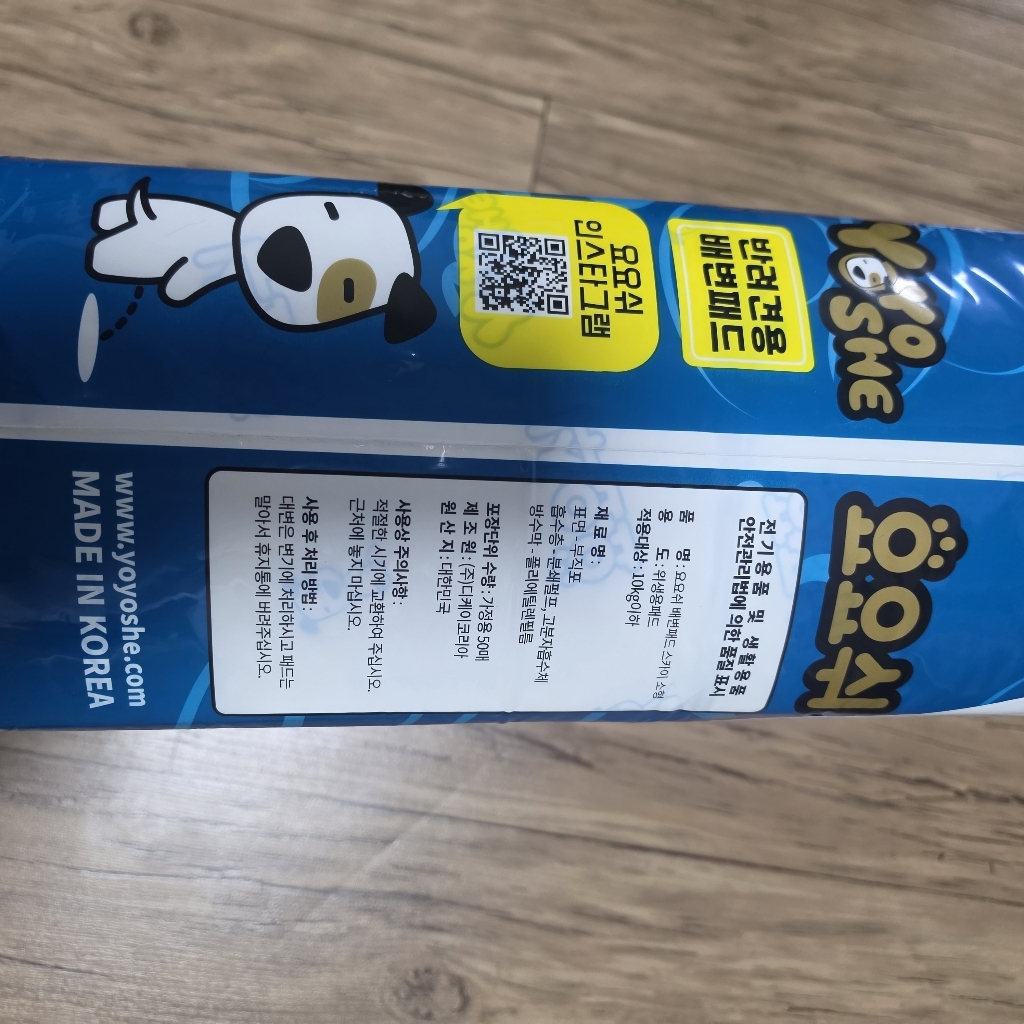 YOYO
SHE
반려견용
배변패드
요요쉬
인스타그램
요요쉬
전기용품 및 생활용품
안전관리법에 의한 품질 표시
품 명 : 요요쉬 배변패드 스카이 소형
용 도 : 위생용패드
적용대상 : 10kg이하
재 료 명 :
표면 - 부직포
흡수층 - 분쇄펄프, 고분자흡수체
방수막 - 폴리에틸렌필름
포장단위 수량 : 가정용 50매
제 조 원 : (주)디케이코리아
원 산 지 : 대한민국
사용상 주의사항 :
적절한 시기에 교환하여 주십시오.
근처에 놓지 마십시오.
사용 후 처리 방법 :
대변은 변기에 처리하시고 패드는
말아서 휴지통에 버려주십시오.
www.yoyoshe.com
MADE IN KOREA